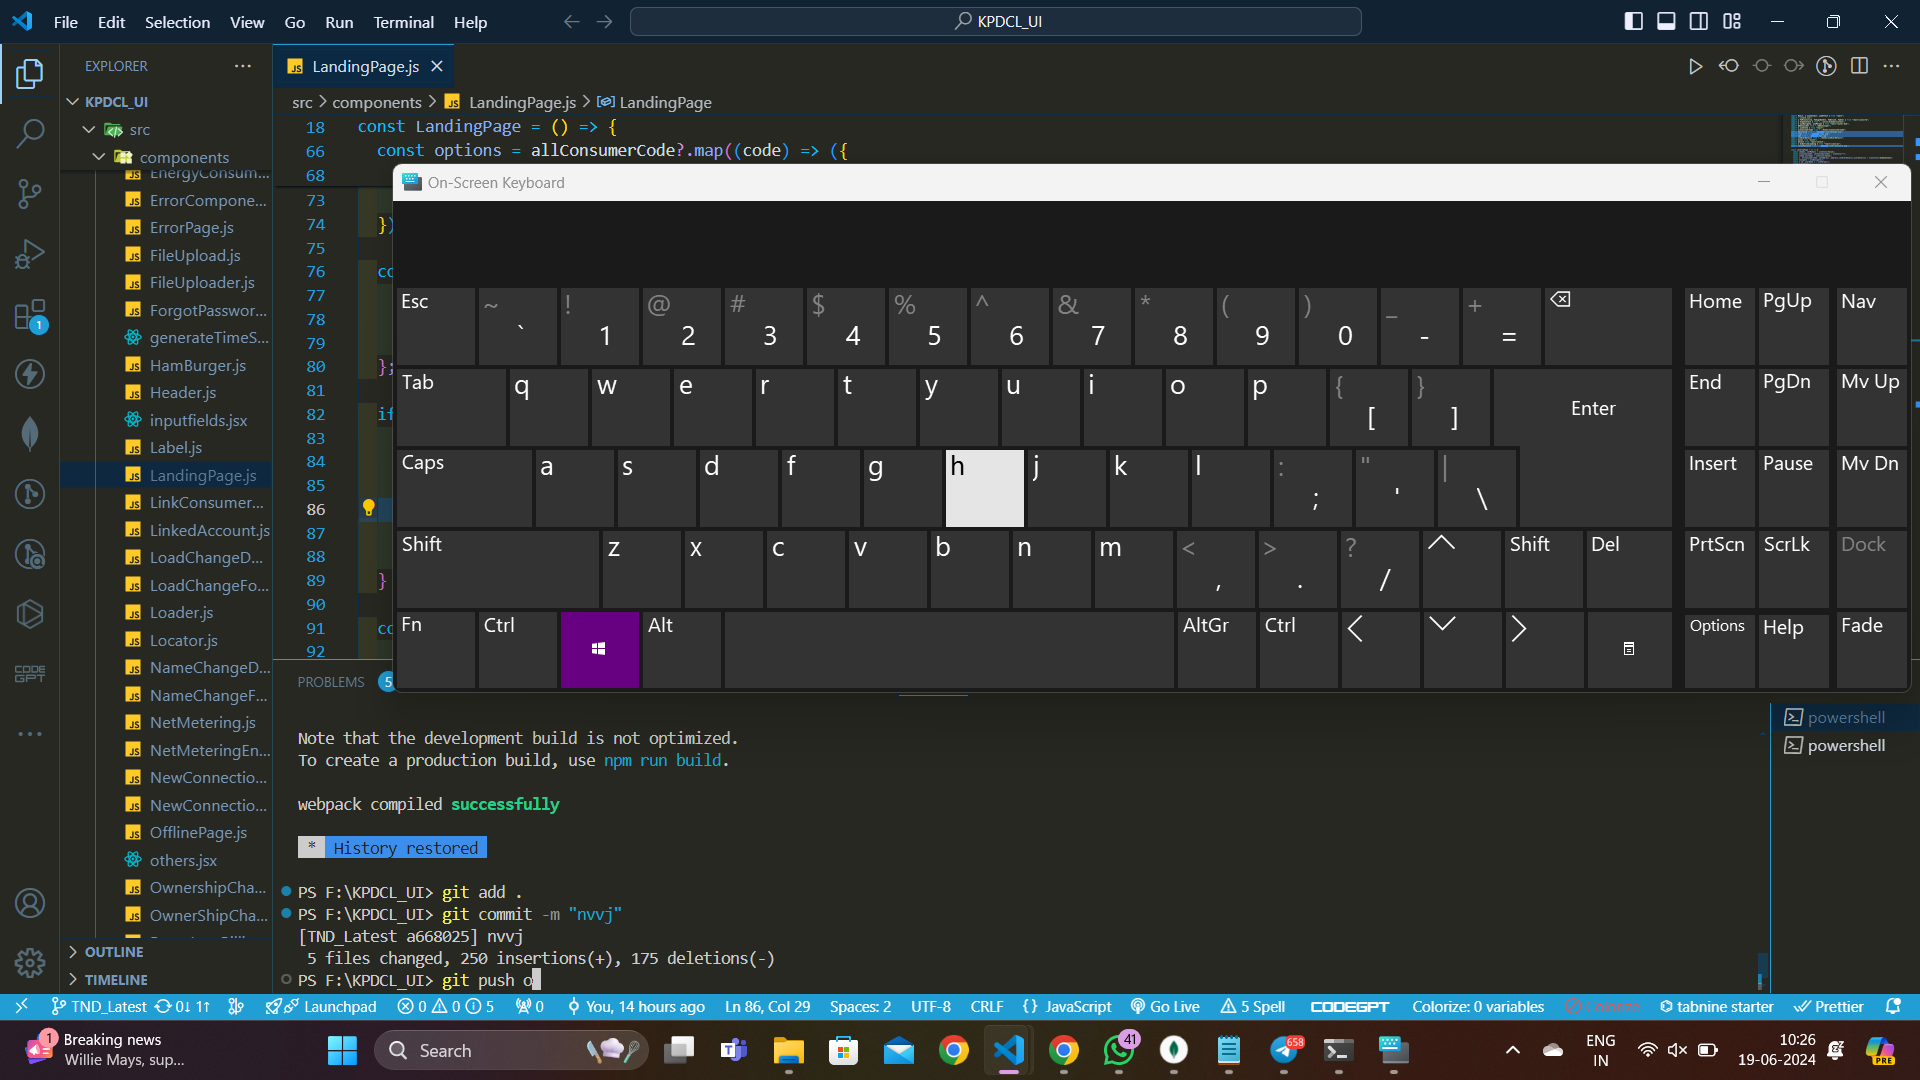 File Edit Selection View Go Run Terminal Help
KPDCL_UI
EXPLORER
LandingPage.js
KPDCL_UI
src > components > LandingPage.js > LandingPage
src
components
EnergyConsum...
ErrorCompone...
ErrorPage.js
FileUpload.js
FileUploader.js
ForgotPasswor...
generateTimeS...
HamBurger.js
Header.js
inputfields.jsx
Label.js
LandingPage.js
LinkConsumer...
LinkedAccount.js
LoadChangeD...
LoadChangeFo...
Loader.js
Locator.js
NameChangeD...
NameChangeF...
NetMetering.js
NetMeteringEn...
NewConnectio...
NewConnectio...
OfflinePage.js
others.jsx
OwnershipCha...
OwnerShipCha...
OUTLINE
TIMELINE
1
CODE
GPT
18 const LandingPage = () => {
66 const options = allConsumerCode?.map((code) => ({
68
73
74 })
75
76 co
77
78
79
80 };
81
82 if
83
84
85
86
87
88
89 }
90
91 co
92
On-Screen Keyboard
Esc ~ ` ! 1 @ 2 # 3 $ 4 % 5 ^ 6 & 7 * 8 ( 9 ) 0 _ - + = Home PgUp Nav
Tab q w e r t y u i o p { [ } ] Enter End PgDn Mv Up
Caps a s d f g h j k l : ; " ' | \ Insert Pause Mv Dn
Shift z x c v b n m < , > . ? / Shift Del PrtScn ScrLk Dock
Fn Ctrl Alt AltGr Ctrl Options Help Fade
PROBLEMS 5
Note that the development build is not optimized.
To create a production build, use npm run build.
webpack compiled successfully
* History restored
PS F:\KPDCL_UI> git add .
PS F:\KPDCL_UI> git commit -m "nvvj"
[TND_Latest a668025] nvvj
5 files changed, 250 insertions(+), 175 deletions(-)
PS F:\KPDCL_UI> git push o
powershell
powershell
TND_Latest 0↓ 1↑ Launchpad 0 0 5 0 You, 14 hours ago Ln 86, Col 29 Spaces: 2 UTF-8 CRLF {} JavaScript Go Live 5 Spell CODEGPT Colorize: 0 variables Colorize tabnine starter Prettier
1
Breaking news
Willie Mays, sup...
Search
41
658
ENG
IN
10:26
19-06-2024
PRE